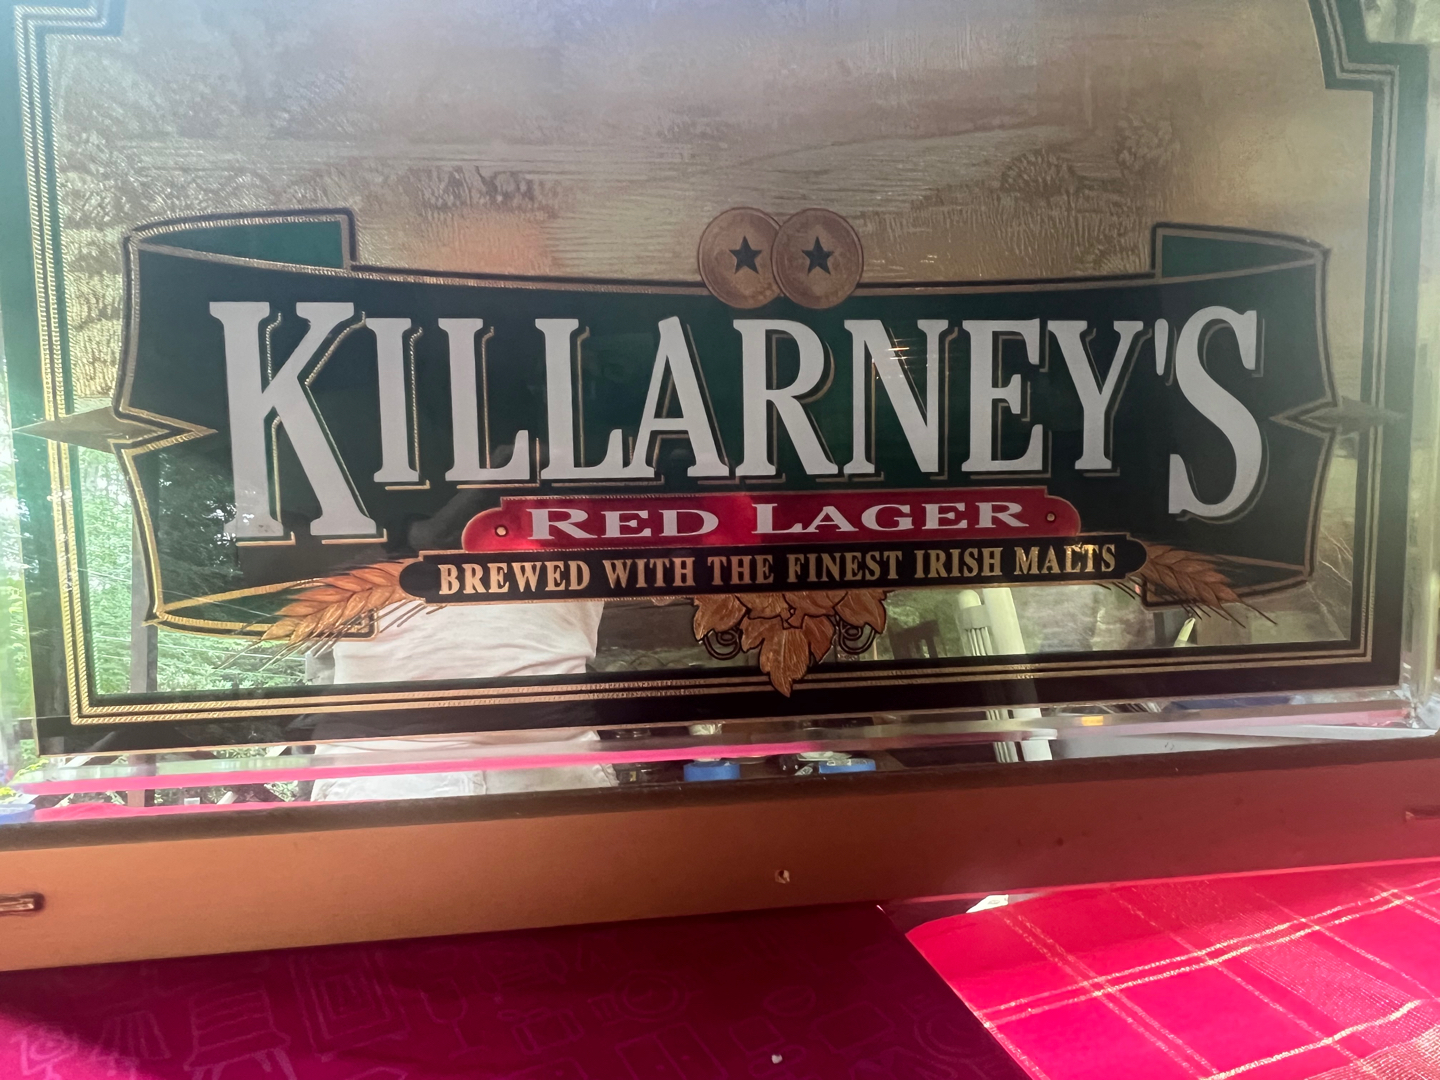 KILLARNEY'S
RED LAGER
BREWED WITH THE FINEST IRISH MALTS